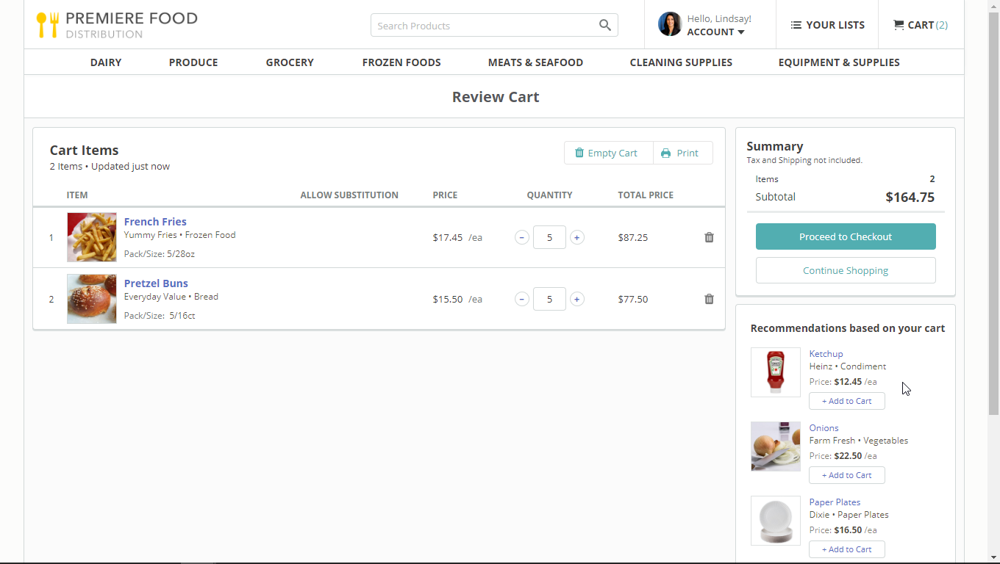 PREMIERE FOOD
DISTRIBUTION
Search Products
Hello, Lindsay!
ACCOUNT
YOUR LISTS
CART(2)
DAIRY PRODUCE GROCERY FROZEN FOODS MEATS & SEAFOOD CLEANING SUPPLIES EQUIPMENT & SUPPLIES
Review Cart
Cart Items
2 Items • Updated just now
Empty Cart Print
ITEM ALLOW SUBSTITUTION PRICE QUANTITY TOTAL PRICE
1
French Fries
Yummy Fries • Frozen Food
Pack/Size: 5/28oz
$17.45 /ea − 5 + $87.25
2
Pretzel Buns
Everyday Value • Bread
Pack/Size: 5/16ct
$15.50 /ea − 5 + $77.50
Summary
Tax and Shipping not included.
Items 2
Subtotal $164.75
Proceed to Checkout
Continue Shopping
Recommendations based on your cart
Ketchup
Heinz • Condiment
Price: $12.45 /ea
+ Add to Cart
Onions
Farm Fresh • Vegetables
Price: $22.50 /ea
+ Add to Cart
Paper Plates
Dixie • Paper Plates
Price: $16.50 /ea
+ Add to Cart